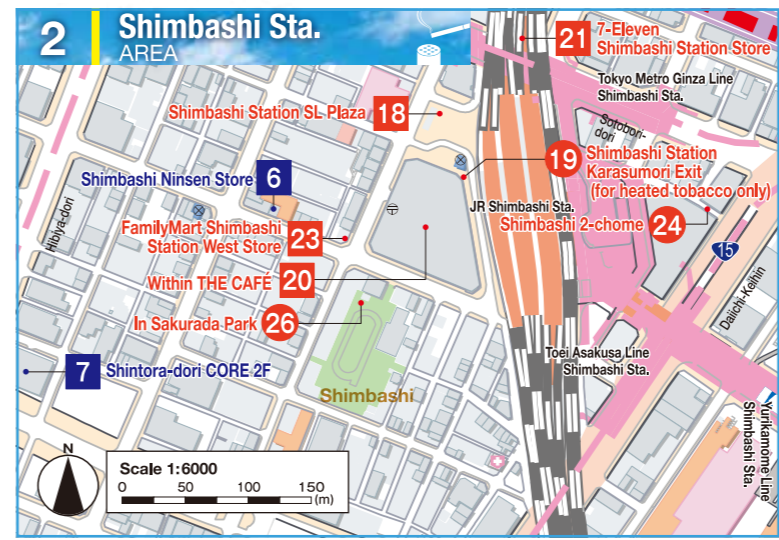 2
Shimbashi Sta.
AREA
21
7-Eleven
Shimbashi Station Store
Tokyo Metro Ginza Line
Shimbashi Sta.
Shimbashi Station SL Plaza 18
Sotobori-
dori
19
Shimbashi Station
Karasumori Exit
(for heated tobacco only)
Shimbashi Ninsen Store 6
JR Shimbashi Sta.
Shimbashi 2-chome 24
Hibiya-dori
FamilyMart Shimbashi
Station West Store
23
15
Within THE CAFÉ 20
Daiichi-Keihin
In Sakurada Park 26
Toei Asakusa Line
Shimbashi Sta.
7 Shintora-dori CORE 2F
Shimbashi
Yurikamome Line
Shimbashi Sta.
N
Scale 1:6000
0 50 100 150
(m)